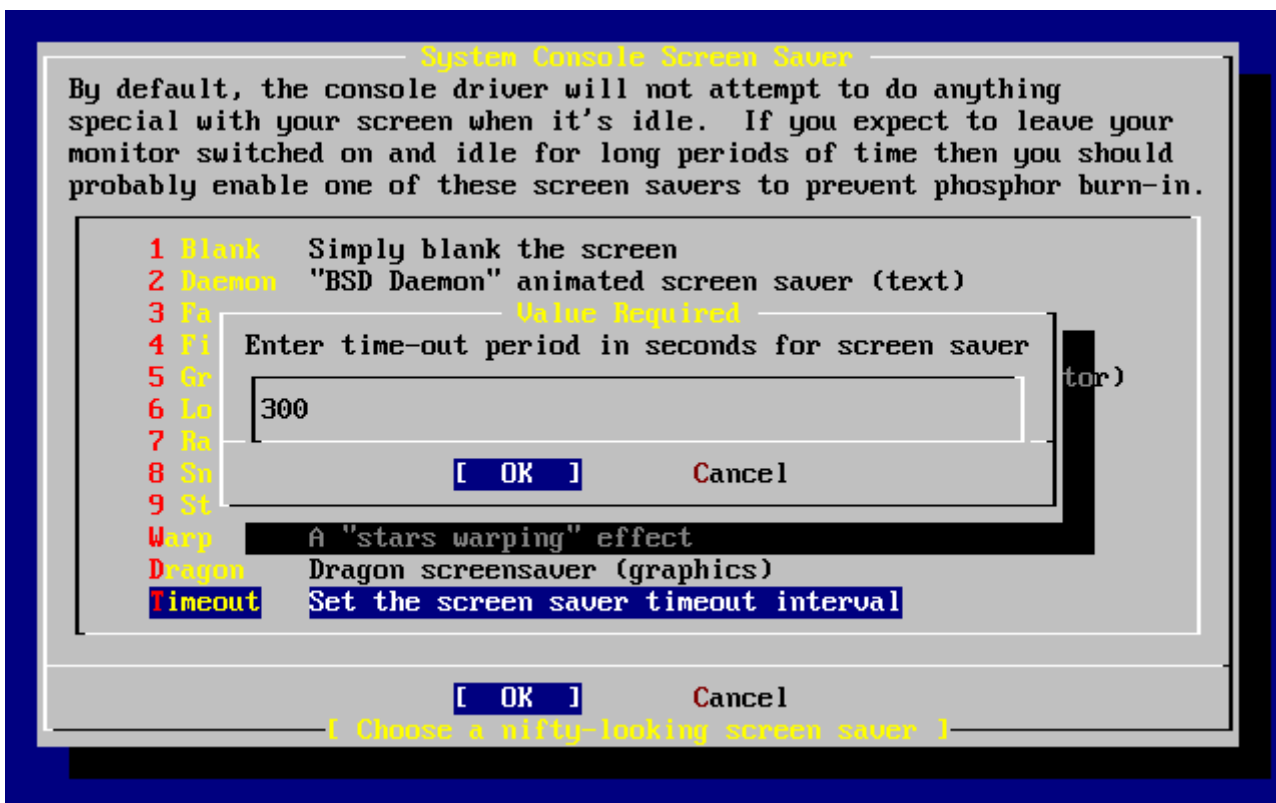 System Console Screen Saver
By default, the console driver will not attempt to do anything
special with your screen when it's idle.  If you expect to leave your
monitor switched on and idle for long periods of time then you should
probably enable one of these screen savers to prevent phosphor burn-in.
1 Blank   Simply blank the screen
2 Daemon  "BSD Daemon" animated screen saver (text)
3 Fa
Value Required
4 Fi
Enter time-out period in seconds for screen saver
5 Gr
tor)
6 Lo
300
7 Ra
8 Sn
[  OK  ]       Cancel
9 St
Warp      A "stars warping" effect
Dragon    Dragon screensaver (graphics)
Timeout   Set the screen saver timeout interval
[  OK  ]       Cancel
[ Choose a nifty-looking screen saver ]